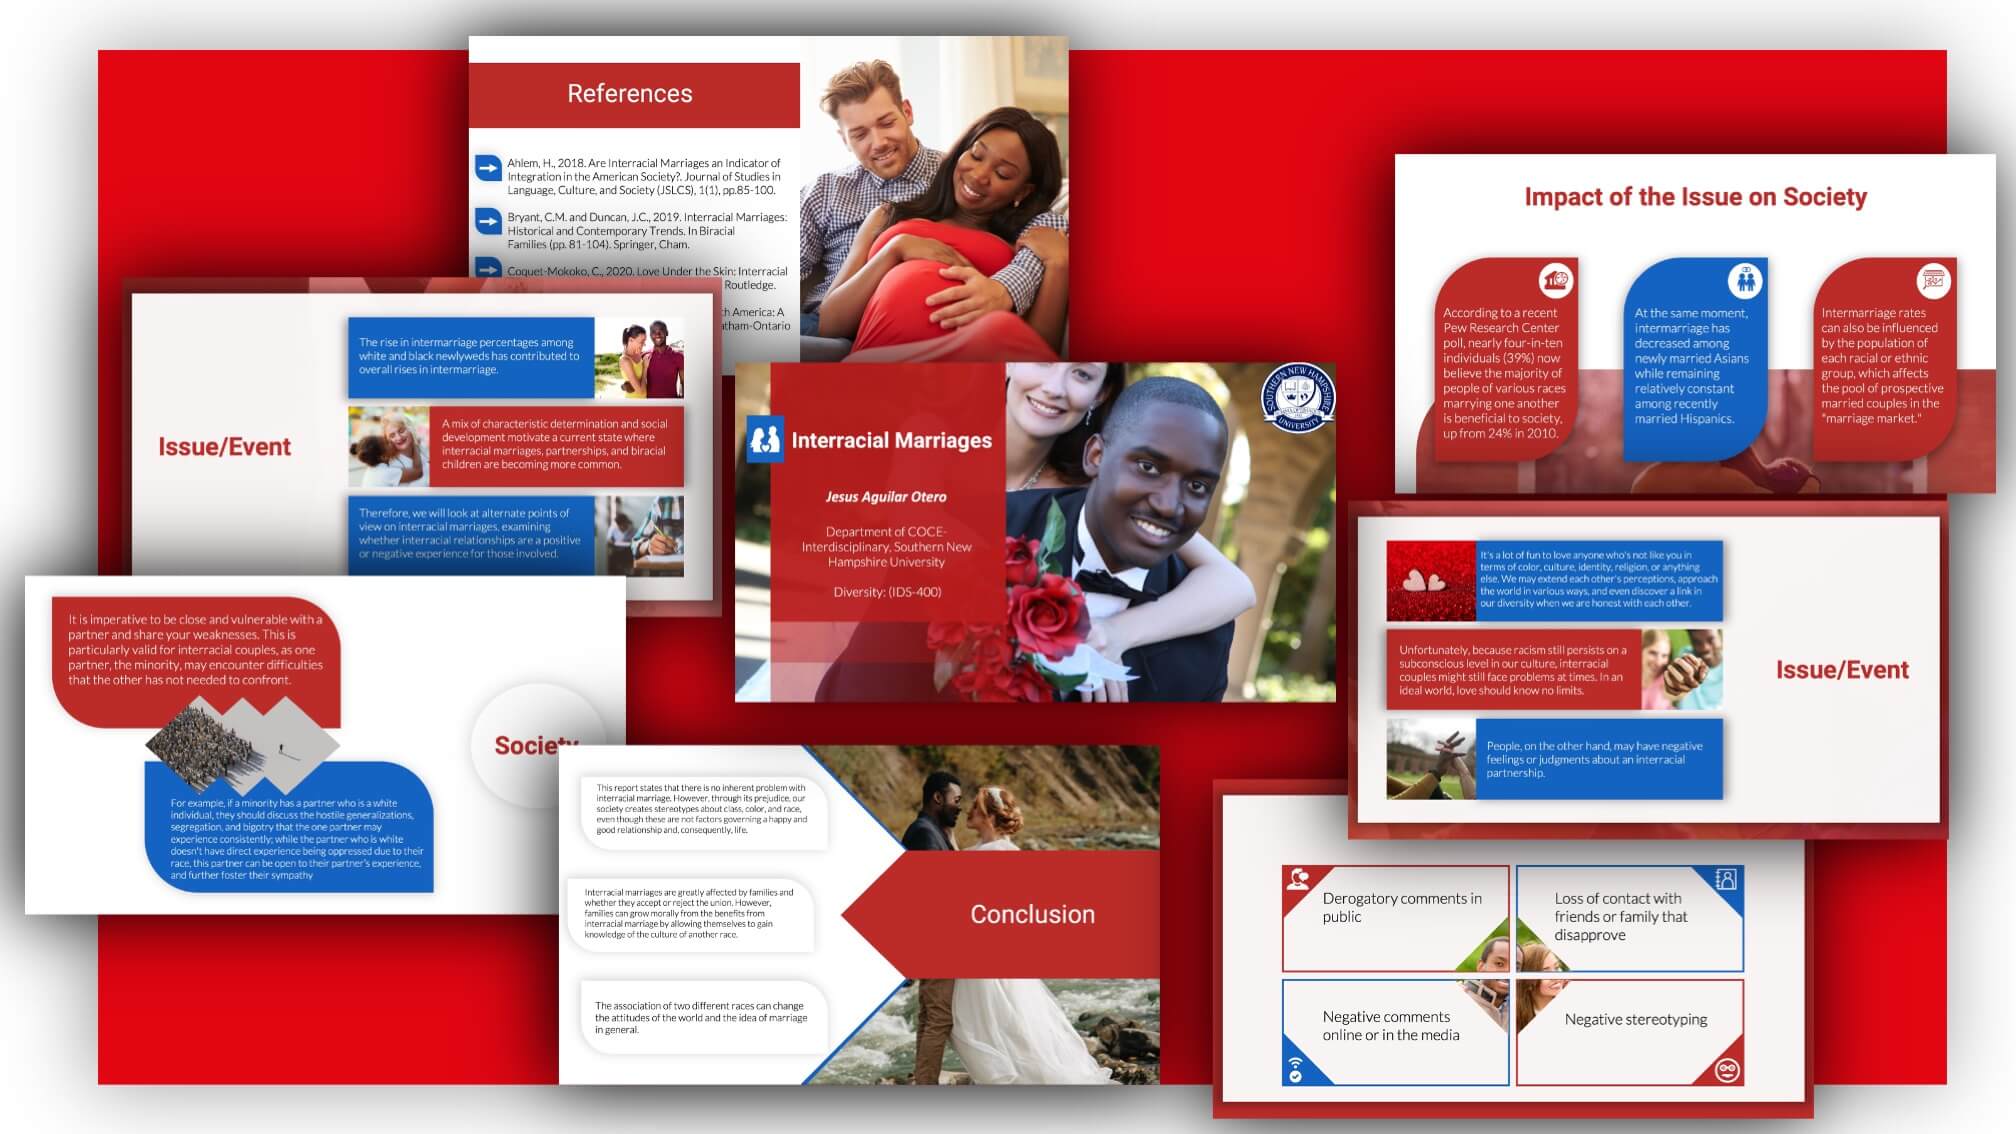 References
Ahlem, H., 2018. Are Interracial Marriages an Indicator of
Integration in the American Society?. Journal of Studies in
Language, Culture, and Society (JSLCS), 1(1), pp.85-100.
Bryant, C.M. and Duncan, J.C., 2019. Interracial Marriages:
Historical and Contemporary Trends. In Biracial
Families (pp. 81-104). Springer, Cham.
Coquet-Mokoko, C., 2020. Love Under the Skin: Interracial
Routledge.
America: A
Issue/Event
The rise in intermarriage percentages among
white and black newlyweds has contributed to
overall rises in intermarriage.
A mix of characteristic determination and social
development motivate a current state where
interracial marriages, partnerships, and biracial
children are becoming more common.
Therefore, we will look at alternate points of
view on interracial marriages, examining
whether interracial relationships are a positive
or negative experience for those involved.
Interracial Marriages
Jesus Aguilar Otero
Department of COCE-
Interdisciplinary, Southern New
Hampshire University
Diversity: (IDS-400)
SOUTHERN NEW HAMPSHIRE
UNIVERSITY
Impact of the Issue on Society
According to a recent
Pew Research Center
poll, nearly four-in-ten
individuals (39%) now
believe the majority of
people of various races
marrying one another
is beneficial to society,
up from 24% in 2010.
At the same moment,
intermarriage has
decreased among
newly married Asians
while remaining
relatively constant
among recently
married Hispanics.
Intermarriage rates
can also be influenced
by the population of
each racial or ethnic
group, which affects
the pool of prospective
married couples in the
"marriage market."
It's a lot of fun to love anyone who's not like you in
terms of color, culture, identity, religion, or anything
else. We may extend each other's perceptions, approach
the world in various ways, and even discover a link in
our diversity when we are honest with each other.
Unfortunately, because racism still persists on a
subconscious level in our culture, interracial
couples might still face problems at times. In an
ideal world, love should know no limits.
People, on the other hand, may have negative
feelings or judgments about an interracial
partnership.
Issue/Event
It is imperative to be close and vulnerable with a
partner and share your weaknesses. This is
particularly valid for interracial couples, as one
partner, the minority, may encounter difficulties
that the other has not needed to confront.
For example, if a minority has a partner who is a white
individual, they should discuss the hostile generalizations,
segregation, and bigotry that the one partner may
experience consistently; while the partner who is white
doesn't have direct experience being oppressed due to their
race, this partner can be open to their partner's experience,
and further foster their sympathy
Society
This report states that there is no inherent problem with
interracial marriage. However, through its prejudice, our
society creates stereotypes about class, color, and race,
even though these are not factors governing a happy and
good relationship and, consequently, life.
Interracial marriages are greatly affected by families and
whether they accept or reject the union. However,
families can grow morally from the benefits from
interracial marriage by allowing themselves to gain
knowledge of the culture of another race.
The association of two different races can change
the attitudes of the world and the idea of marriage
in general.
Conclusion
Derogatory comments in
public
Loss of contact with
friends or family that
disapprove
Negative comments
online or in the media
Negative stereotyping